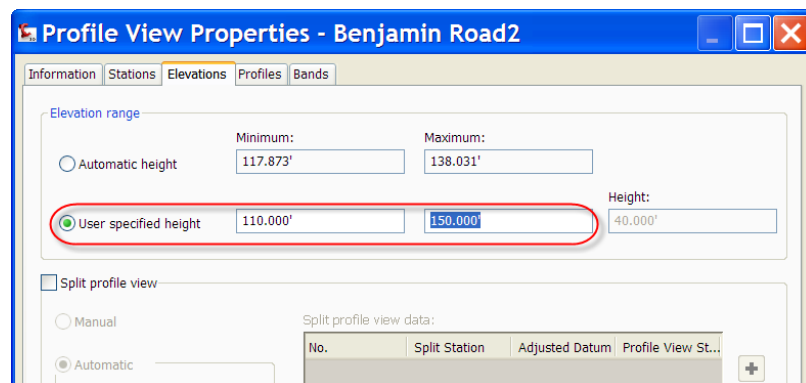 Profile View Properties - Benjamin Road2
Information Stations Elevations Profiles Bands
Elevation range
Minimum: Maximum:
Automatic height 117.873' 138.031'
Height:
User specified height 110.000' 150.000' 40.000'
Split profile view
Manual Split profile view data:
No. Split Station Adjusted Datum Profile View St...
Automatic